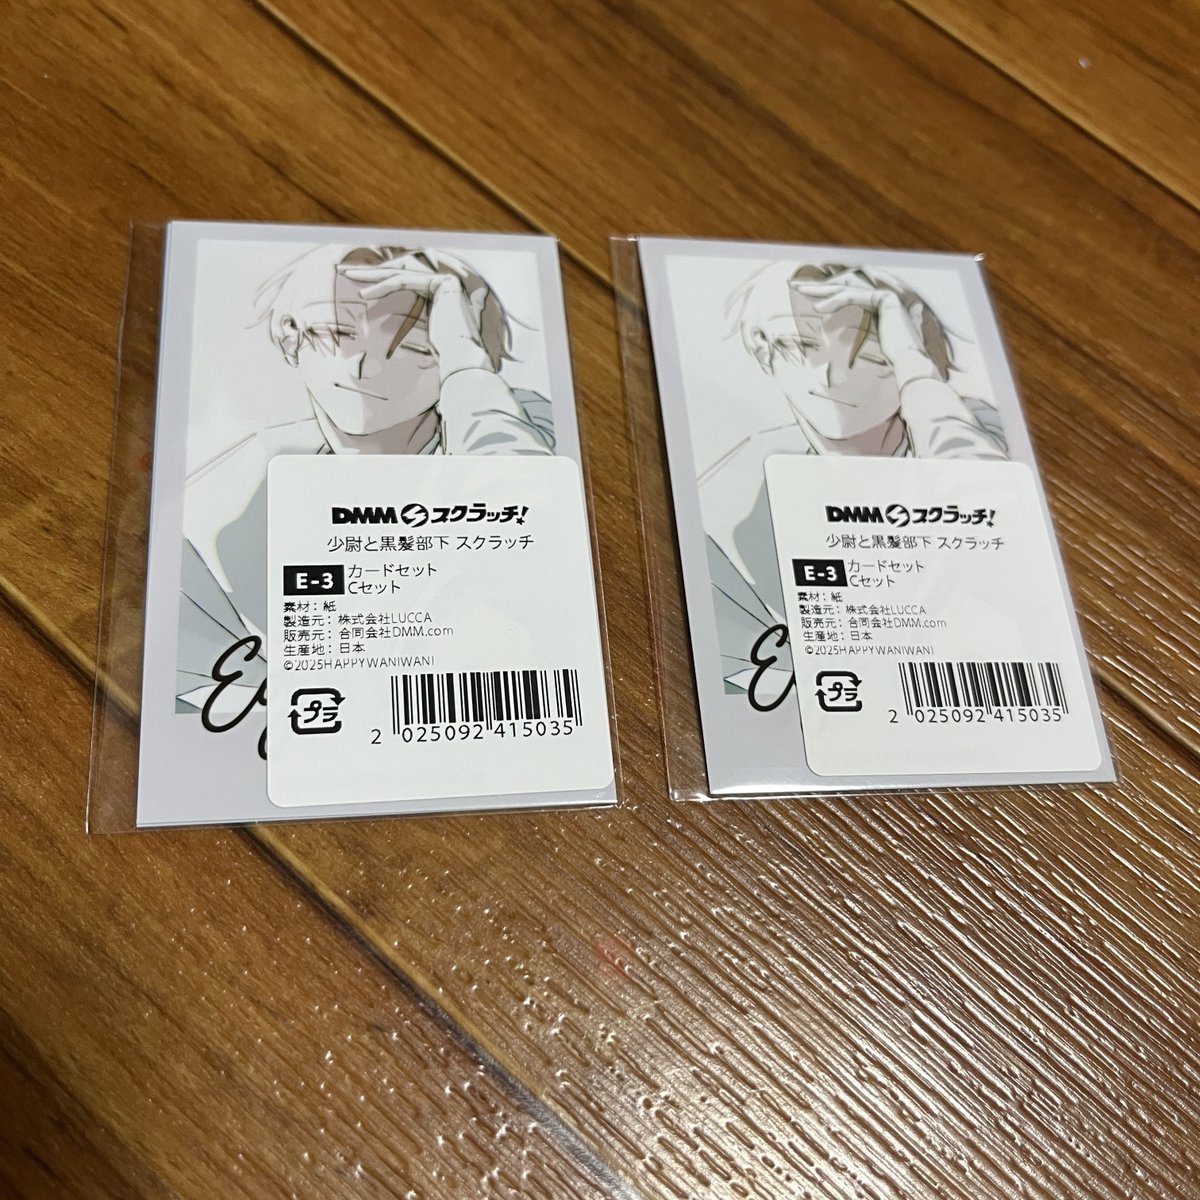 DMM スクラッチ!
少尉と黒髪部下 スクラッチ
E-3 カードセット
Cセット
素材：紙
製造元：株式会社LUCCA
販売元：合同会社DMM.com
生産地：日本
©2025HAPPYWANIWANI
プラ
2 025092 415035
DMM スクラッチ!
少尉と黒髪部下 スクラッチ
E-3 カードセット
Cセット
素材：紙
製造元：株式会社LUCCA
販売元：合同会社DMM.com
生産地：日本
©2025HAPPYWANIWANI
プラ
2 025092 415035